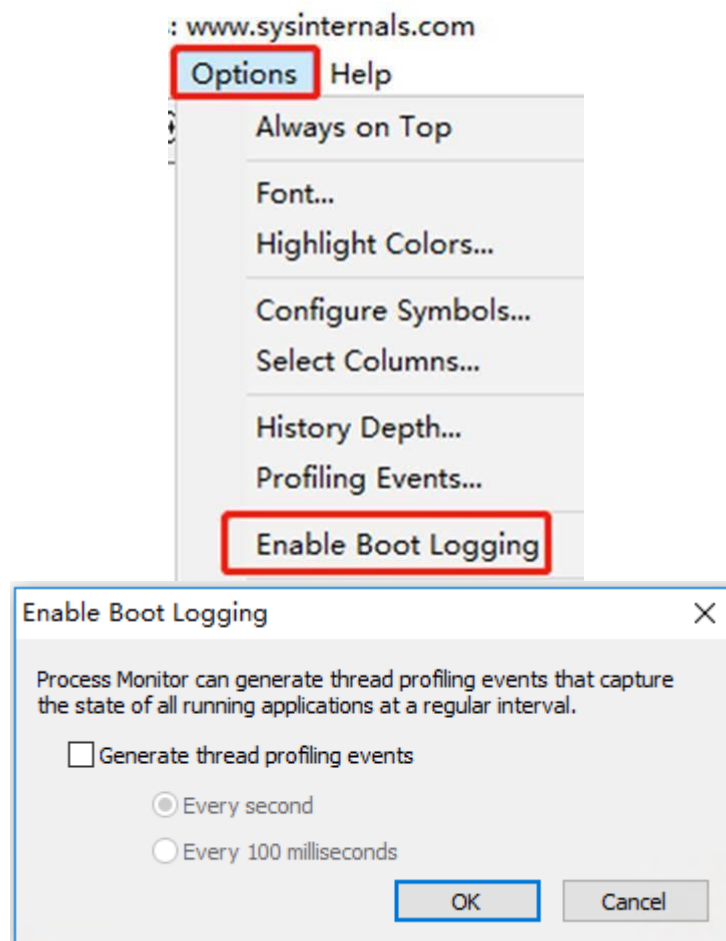 : www.sysinternals.com
Options Help
Always on Top
Font...
Highlight Colors...
Configure Symbols...
Select Columns...
History Depth...
Profiling Events...
Enable Boot Logging
Enable Boot Logging
Process Monitor can generate thread profiling events that capture
the state of all running applications at a regular interval.
Generate thread profiling events
Every second
Every 100 milliseconds
OK Cancel